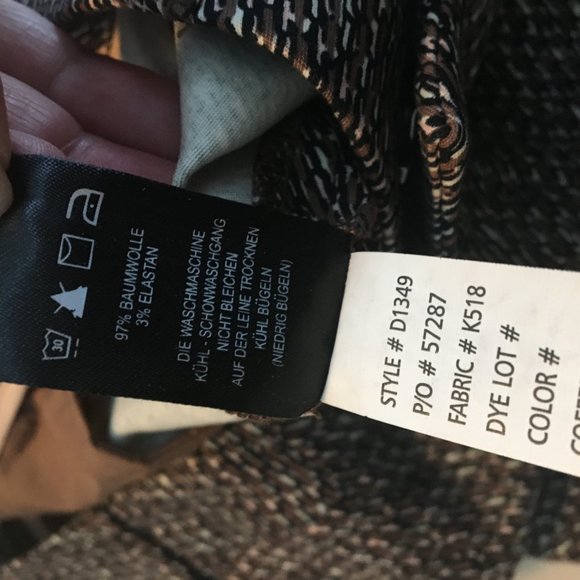 30
97% BAUMWOLLE
3% ELASTAN
DIE WASCHMASCHINE
KÜHL - SCHONWASCHGANG
NICHT BLEICHEN
AUF DER LEINE TROCKNEN
KÜHL BÜGELN
(NIEDRIG BÜGELN)
STYLE # D1349
P/O # 57287
FABRIC # K518
DYE LOT #
COLOR #